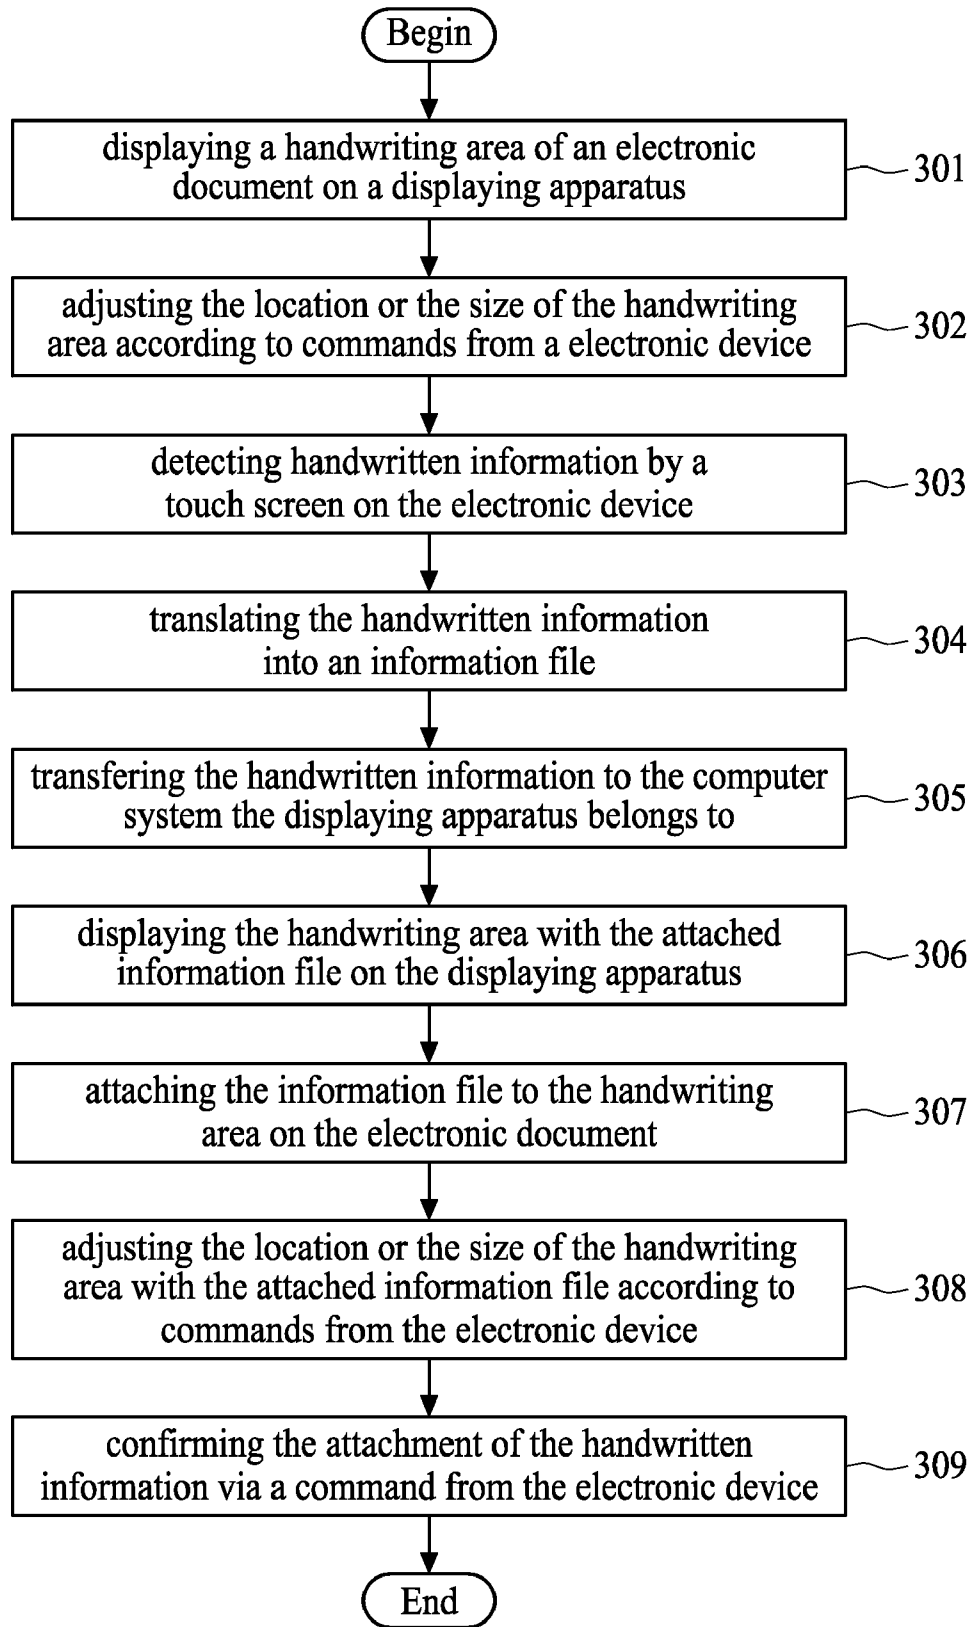 Begin
displaying a handwriting area of an electronic
document on a displaying apparatus
301
adjusting the location or the size of the handwriting
area according to commands from a electronic device
302
detecting handwritten information by a
touch screen on the electronic device
303
translating the handwritten information
into an information file
304
transfering the handwritten information to the computer
system the displaying apparatus belongs to
305
displaying the handwriting area with the attached
information file on the displaying apparatus
306
attaching the information file to the handwriting
area on the electronic document
307
adjusting the location or the size of the handwriting
area with the attached information file according to
commands from the electronic device
308
confirming the attachment of the handwritten
information via a command from the electronic device
309
End